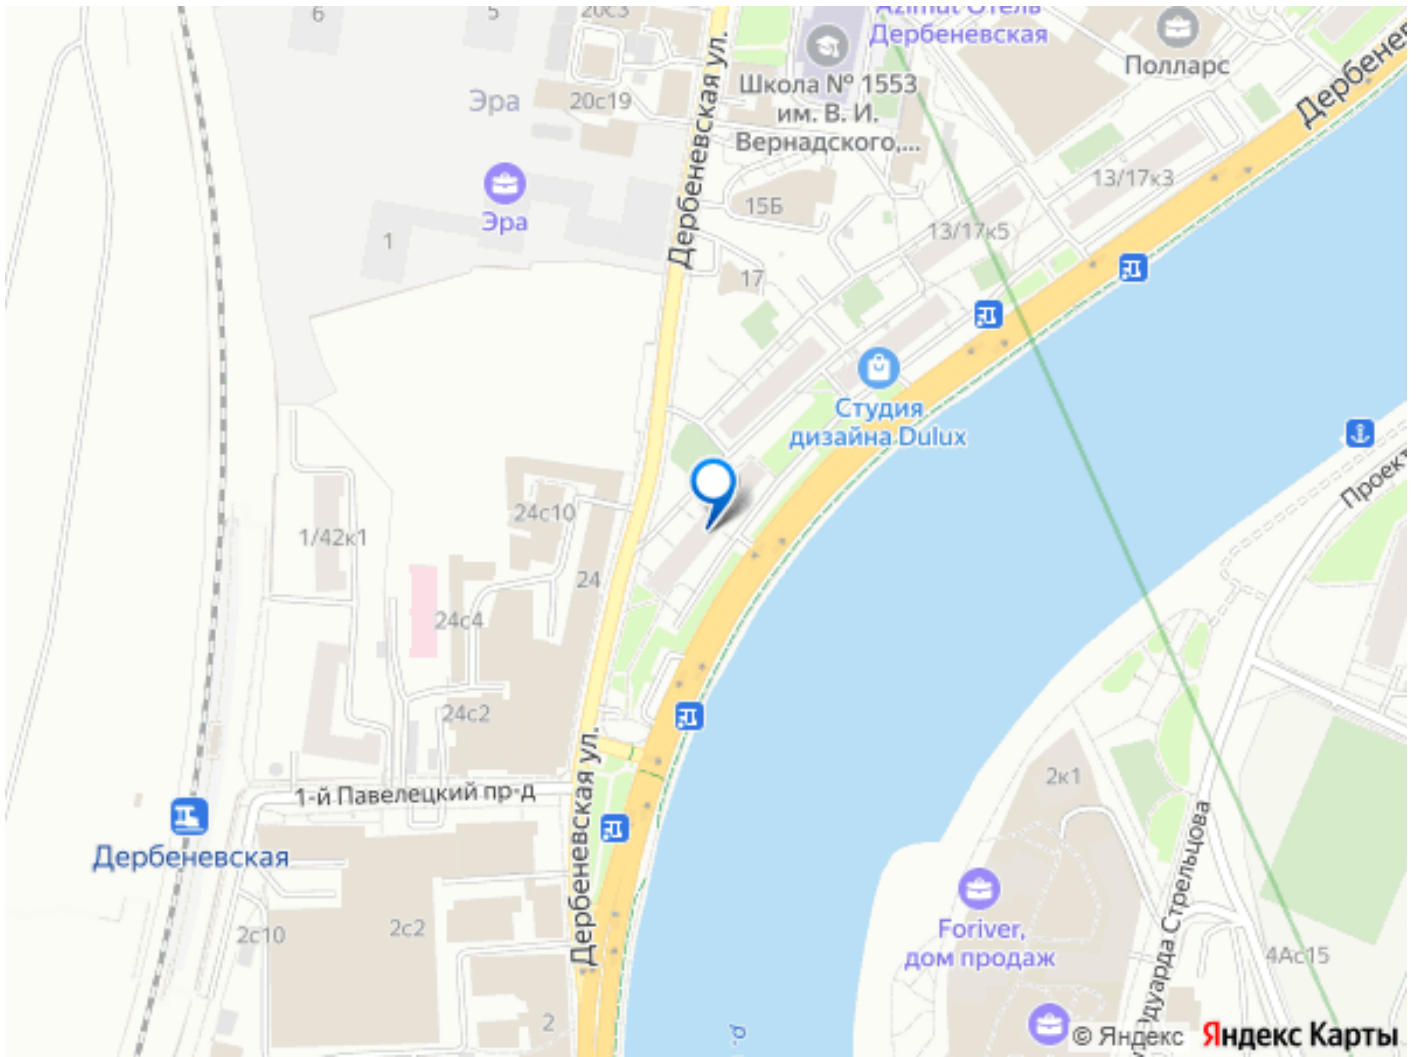 6
5
20с3
Azimut Отель
Дербеневская
Полларс
Дербенев
Эра
20с19
Дербеневская ул.
Школа № 1553
им. В. И.
Вернадского,...
13/17к3
Эра
15Б
13/17к5
1
17
Студия
дизайна Dulux
Проект
24с10
1/42к1
24
24с4
24с2
Дербеневская ул.
2к1
1-й Павелецкий пр-д
Дербеневская
Эдуарда Стрельцова
2с10
2с2
Foriver,
дом продаж
4Ас15
2
р-
© Яндекс Яндекс Карты